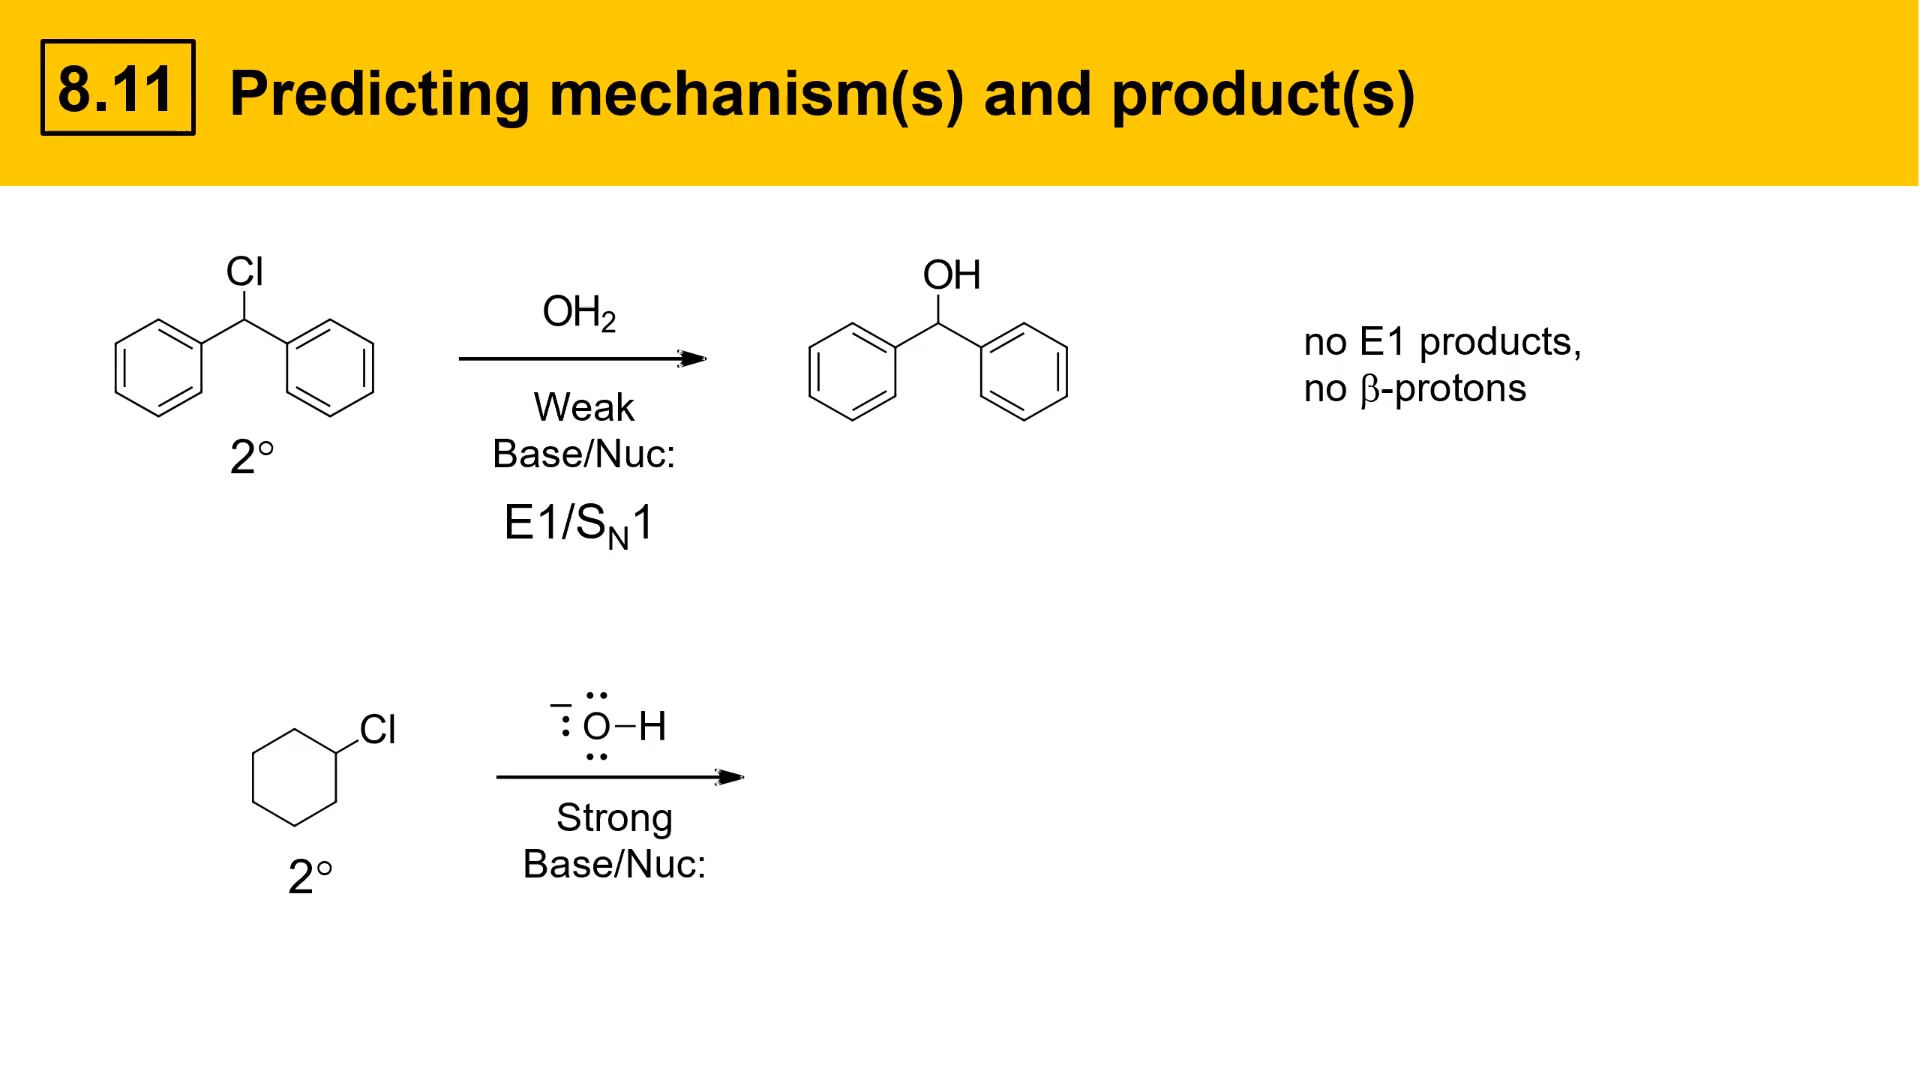 8.11 Predicting mechanism(s) and product(s)
Cl
OH₂
OH
no E1 products,
no β-protons
Weak
Base/Nuc:
2°
E1/Sₙ1
Cl
⁻:O–H
Strong
Base/Nuc:
2°